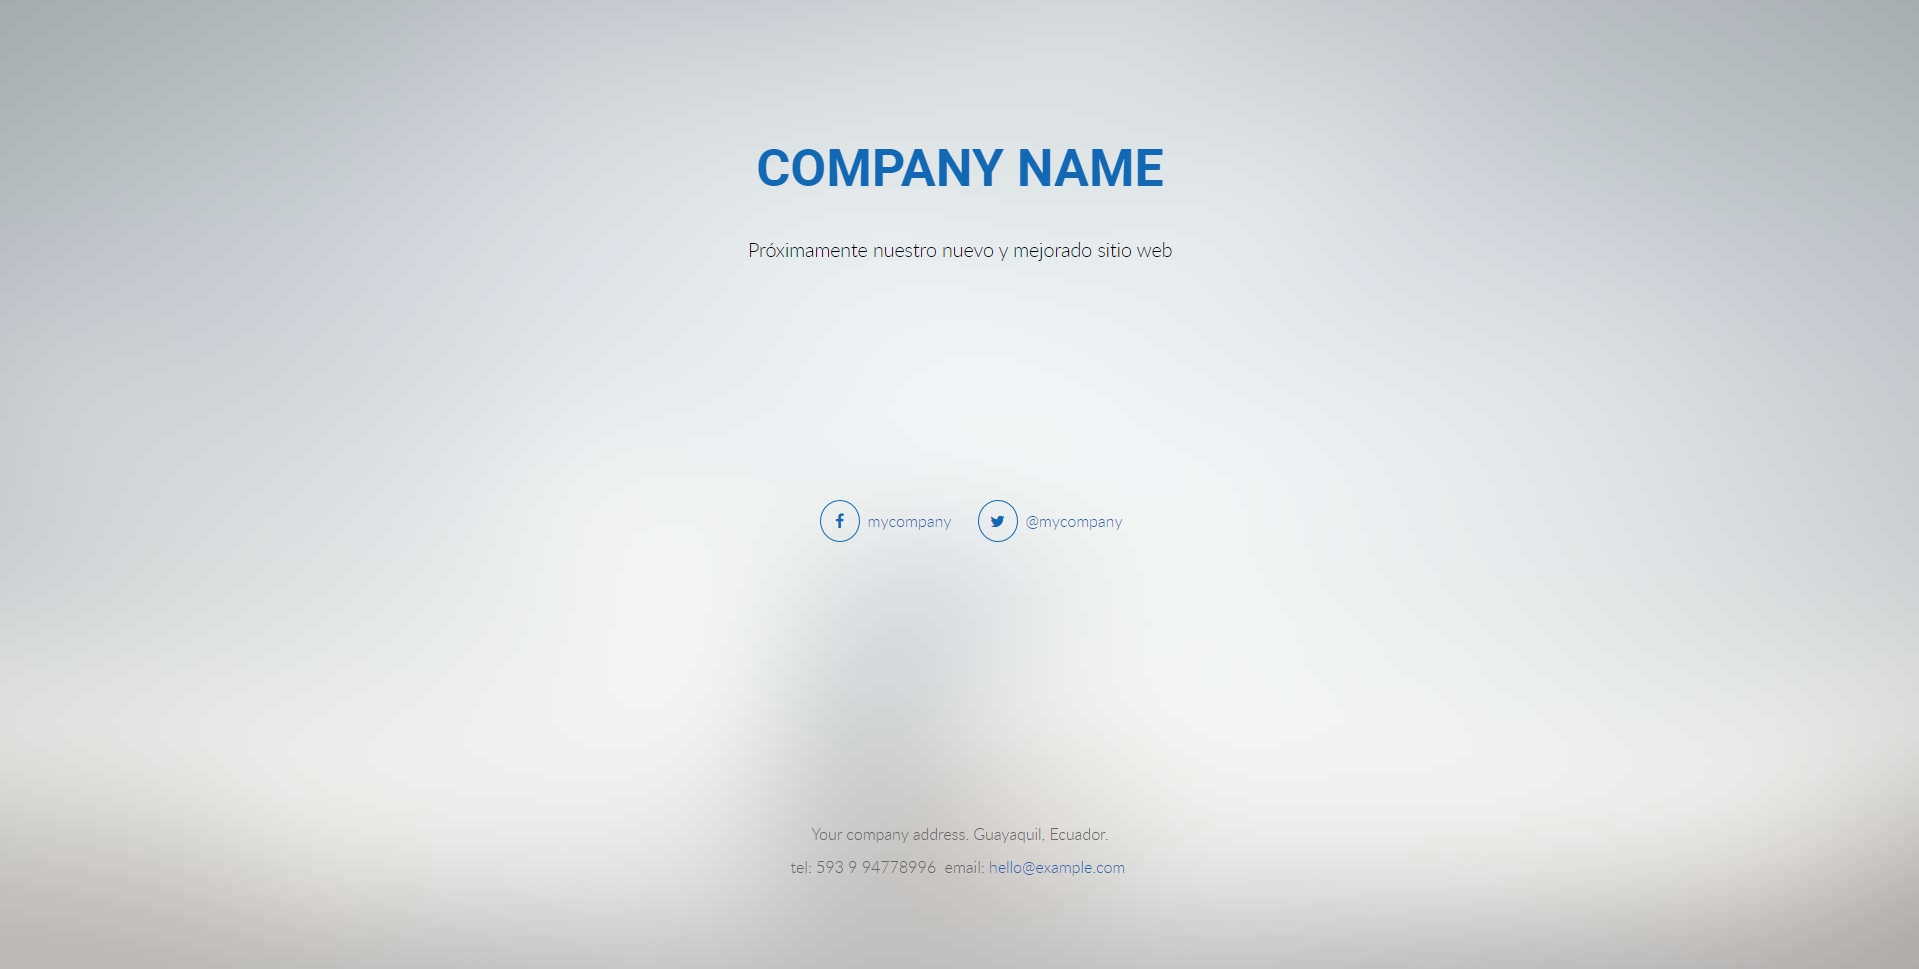 COMPANY NAME
Próximamente nuestro nuevo y mejorado sitio web
mycompany @mycompany
Your company address. Guayaquil, Ecuador.
tel: 593 9 94778996 email: hello@example.com